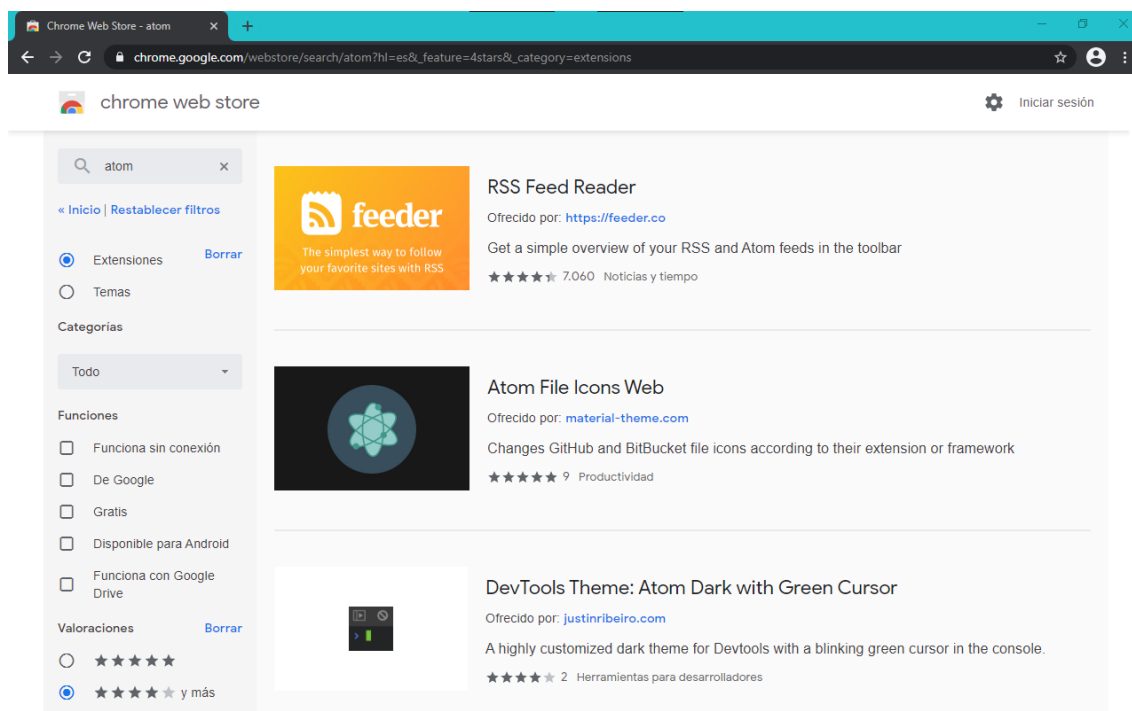 Chrome Web Store - atom
chrome.google.com/webstore/search/atom?hl=es&_feature=4stars&_category=extensions
chrome web store
Iniciar sesión
atom
« Inicio | Restablecer filtros
Extensiones
Borrar
Temas
Categorías
Todo
Funciones
Funciona sin conexión
De Google
Gratis
Disponible para Android
Funciona con Google
Drive
Valoraciones
Borrar
y más
feeder
The simplest way to follow
your favorite sites with RSS
RSS Feed Reader
Ofrecido por: https://feeder.co
Get a simple overview of your RSS and Atom feeds in the toolbar
7.060 Noticias y tiempo
Atom File Icons Web
Ofrecido por: material-theme.com
Changes GitHub and BitBucket file icons according to their extension or framework
9 Productividad
DevTools Theme: Atom Dark with Green Cursor
Ofrecido por: justinribeiro.com
A highly customized dark theme for Devtools with a blinking green cursor in the console.
2 Herramientas para desarrolladores